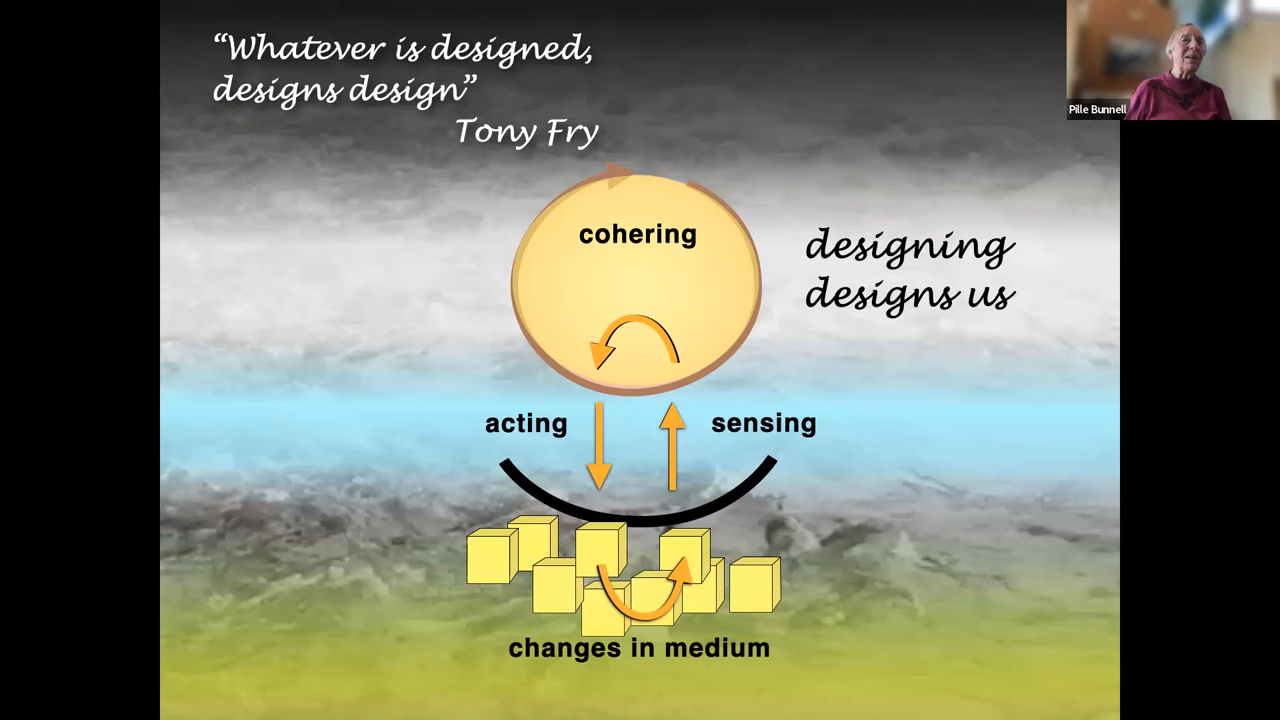 “Whatever is designed,
designs design”
Tony Fry
Pille Bunnell
cohering
designing
designs us
acting
sensing
changes in medium